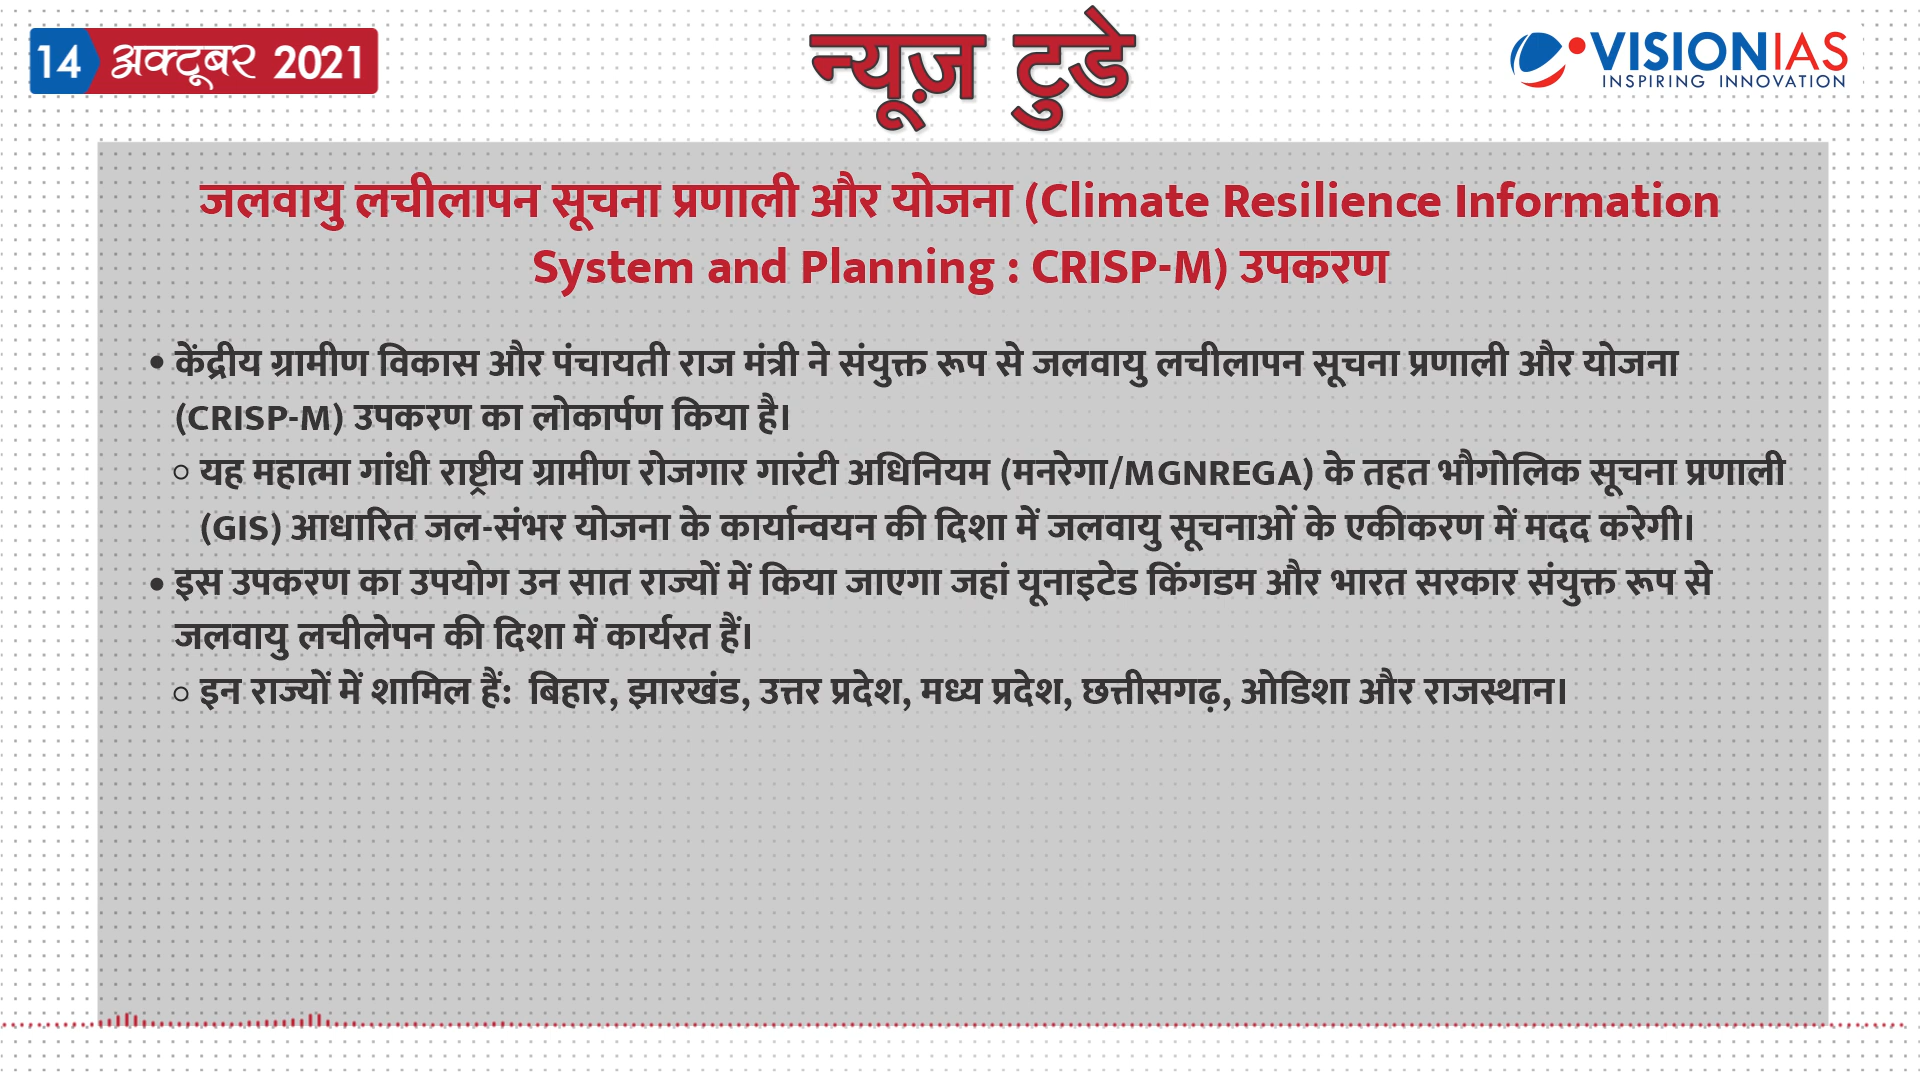 14 अक्टूबर 2021
न्यूज़ टुडे
VISIONIAS
INSPIRING INNOVATION
जलवायु लचीलापन सूचना प्रणाली और योजना (Climate Resilience Information
System and Planning : CRISP-M) उपकरण
• केंद्रीय ग्रामीण विकास और पंचायती राज मंत्री ने संयुक्त रूप से जलवायु लचीलापन सूचना प्रणाली और योजना
(CRISP-M) उपकरण का लोकार्पण किया है।
○ यह महात्मा गांधी राष्ट्रीय ग्रामीण रोजगार गारंटी अधिनियम (मनरेगा/MGNREGA) के तहत भौगोलिक सूचना प्रणाली
(GIS) आधारित जल-संभर योजना के कार्यान्वयन की दिशा में जलवायु सूचनाओं के एकीकरण में मदद करेगी।
• इस उपकरण का उपयोग उन सात राज्यों में किया जाएगा जहां यूनाइटेड किंगडम और भारत सरकार संयुक्त रूप से
जलवायु लचीलेपन की दिशा में कार्यरत हैं।
○ इन राज्यों में शामिल हैं: बिहार, झारखंड, उत्तर प्रदेश, मध्य प्रदेश, छत्तीसगढ़, ओडिशा और राजस्थान।